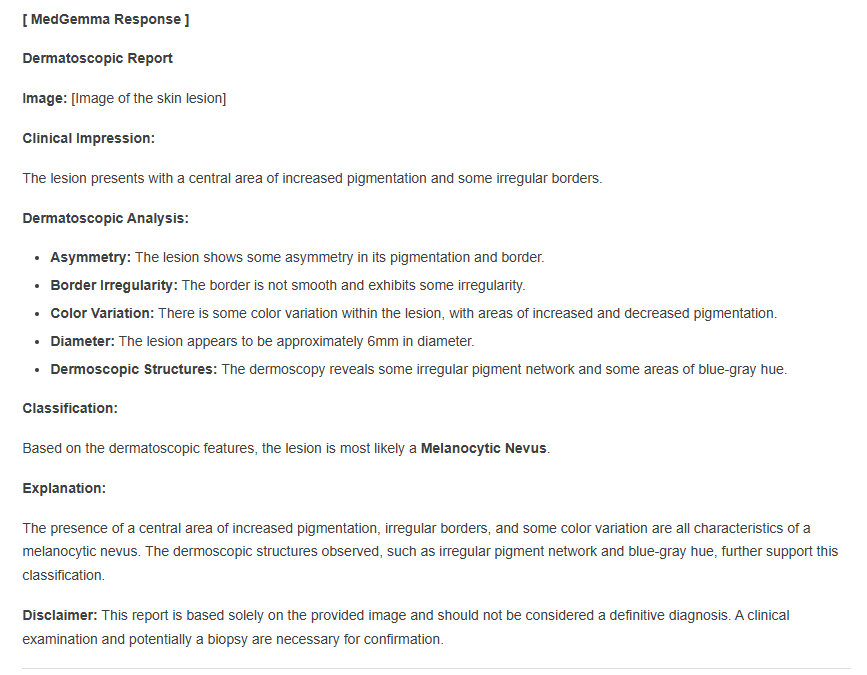 [ MedGemma Response ]
Dermatoscopic Report
Image: [Image of the skin lesion]
Clinical Impression:
The lesion presents with a central area of increased pigmentation and some irregular borders.
Dermatoscopic Analysis:
• Asymmetry: The lesion shows some asymmetry in its pigmentation and border.
• Border Irregularity: The border is not smooth and exhibits some irregularity.
• Color Variation: There is some color variation within the lesion, with areas of increased and decreased pigmentation.
• Diameter: The lesion appears to be approximately 6mm in diameter.
• Dermoscopic Structures: The dermoscopy reveals some irregular pigment network and some areas of blue-gray hue.
Classification:
Based on the dermatoscopic features, the lesion is most likely a Melanocytic Nevus.
Explanation:
The presence of a central area of increased pigmentation, irregular borders, and some color variation are all characteristics of a
melanocytic nevus. The dermoscopic structures observed, such as irregular pigment network and blue-gray hue, further support this
classification.
Disclaimer: This report is based solely on the provided image and should not be considered a definitive diagnosis. A clinical
examination and potentially a biopsy are necessary for confirmation.